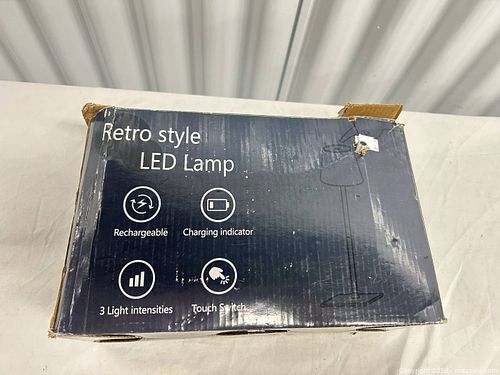 Retro style
LED Lamp
Rechargeable
Charging indicator
3 Light intensities
Touch Switch